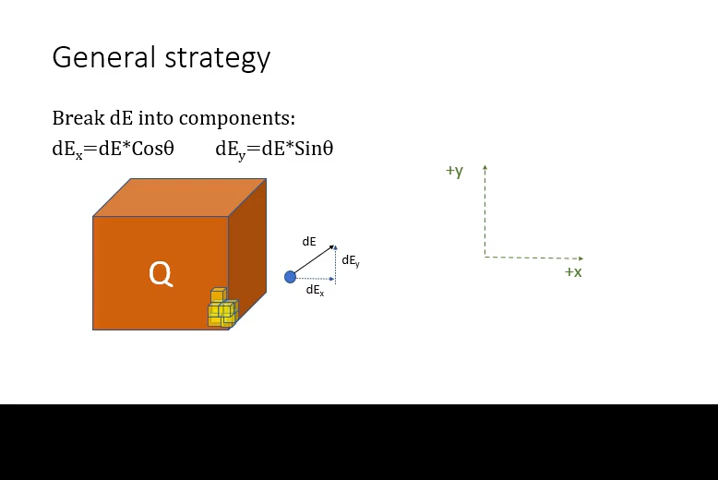 General strategy
Break dE into components:
dEx=dE*Cosθ dEy=dE*Sinθ
+y
Q
dE
dEy
dEx
+x